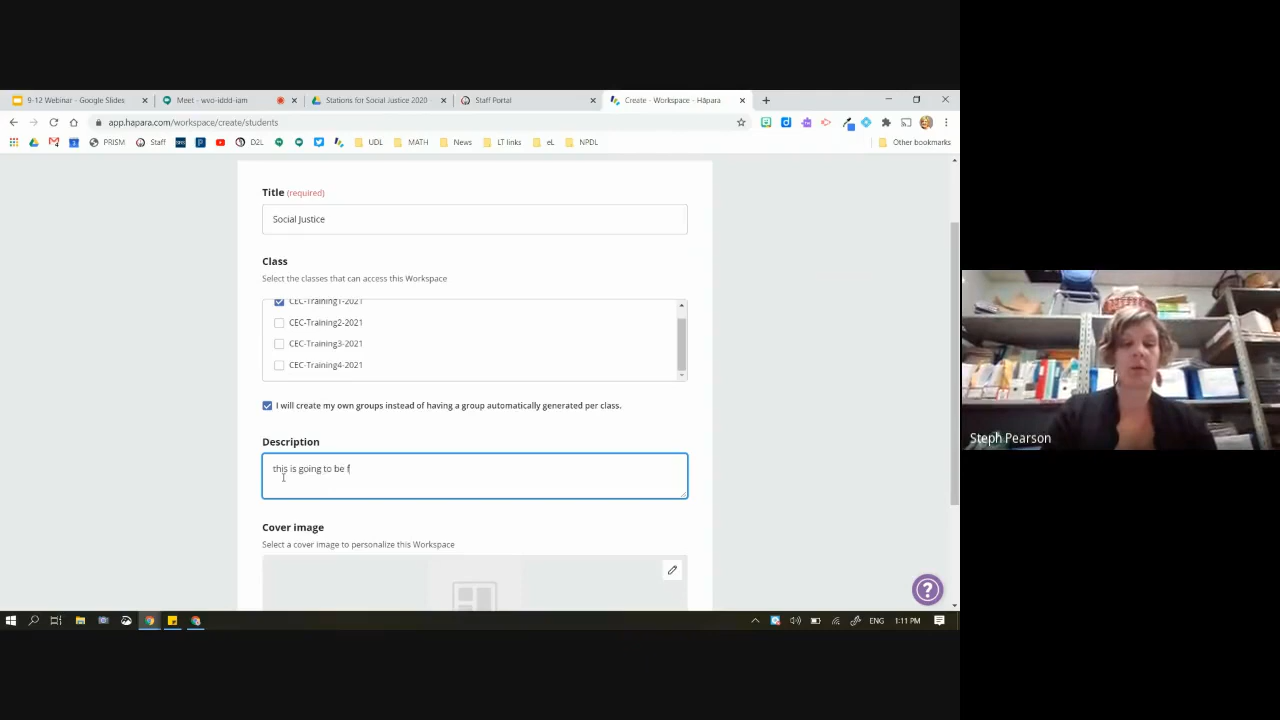 9-12 Webinar - Google Slides
Meet - wvo-iddd-iam
Stations for Social Justice 2020
Staff Portal
Create - Workspace - Hāpara
app.hapara.com/workspace/create/students
PRISM
Staff
D2L
UDL
MATH
News
LT links
eL
NPDL
Other bookmarks
Title (required)
Social Justice
Class
Select the classes that can access this Workspace
CEC-Training1-2021
CEC-Training2-2021
CEC-Training3-2021
CEC-Training4-2021
I will create my own groups instead of having a group automatically generated per class.
Description
this is going to be f
Cover image
Select a cover image to personalize this Workspace
Steph Pearson
ENG
1:11 PM